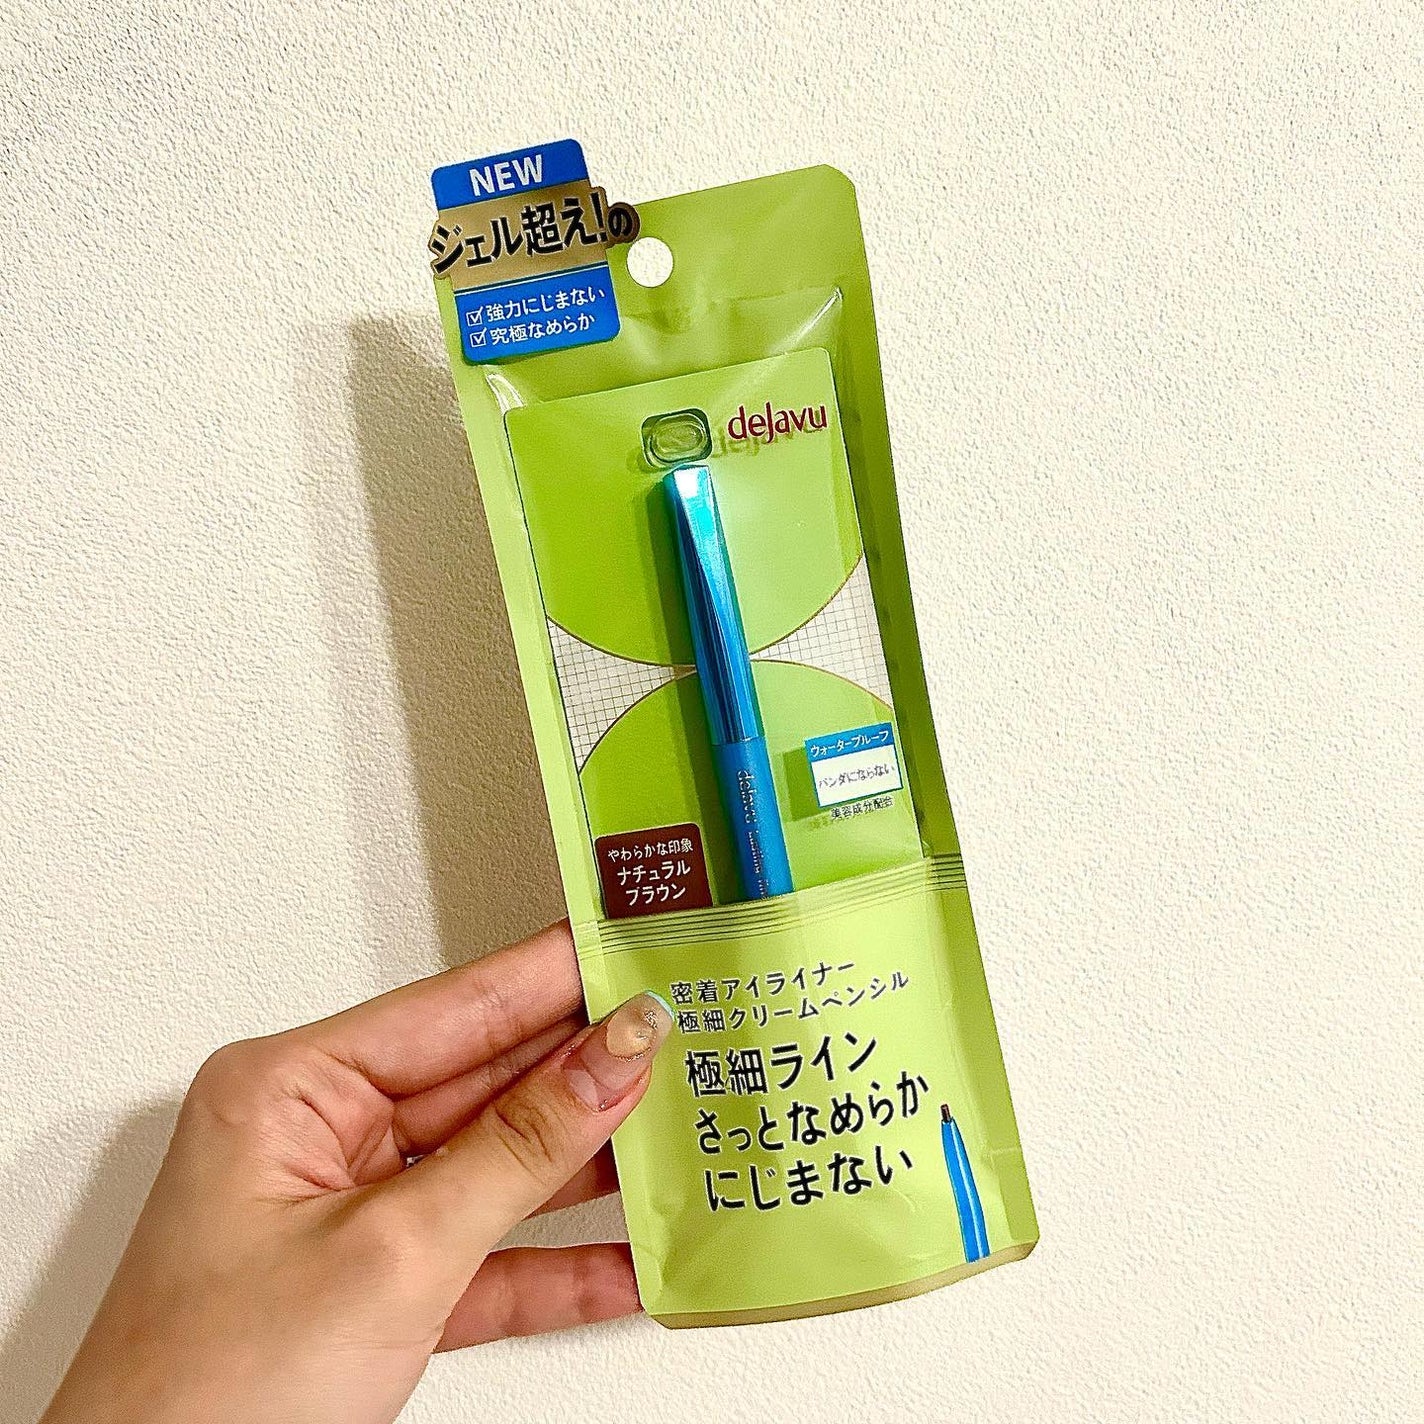 NEW
ジェル超え!の
☑強力にじまない
☑究極なめらか
dejavu
ウォータープルーフ
パンダにならない
美容成分配合
dejavu
やわらかな印象
ナチュラル
ブラウン
密着アイライナー
極細クリームペンシル
極細ライン
さっとなめらか
にじまない